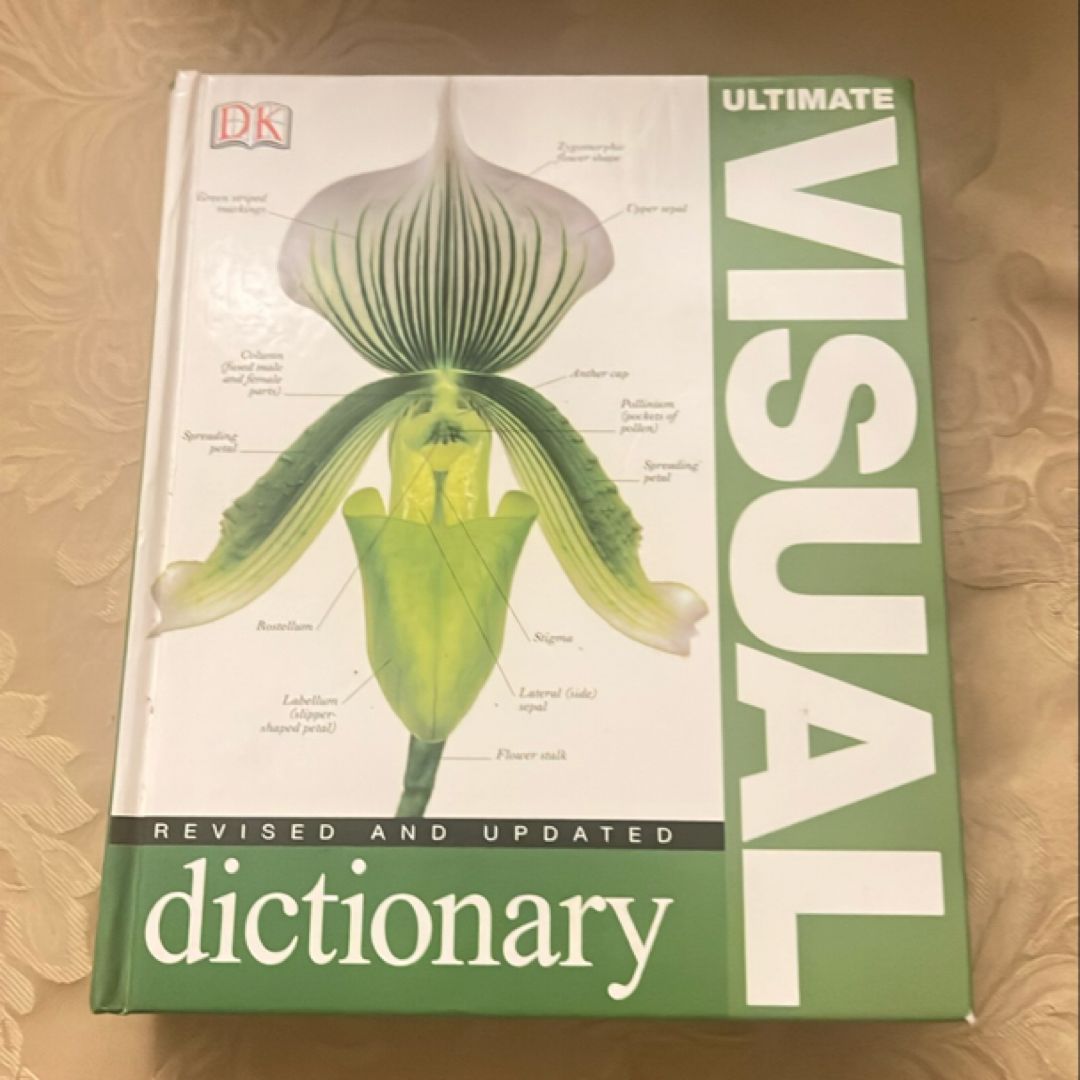 DK
ULTIMATE
VISUAL
Zygomorphic
flower shape
Green striped
markings
Upper sepal
Column
(fused male
and female
parts)
Anther cap
Pollinium
(pockets of
pollen)
Spreading
petal
Spreading
petal
Rostellum
Stigma
Labellum
(slipper-
shaped petal)
Lateral (side)
sepal
Flower stalk
REVISED AND UPDATED
dictionary